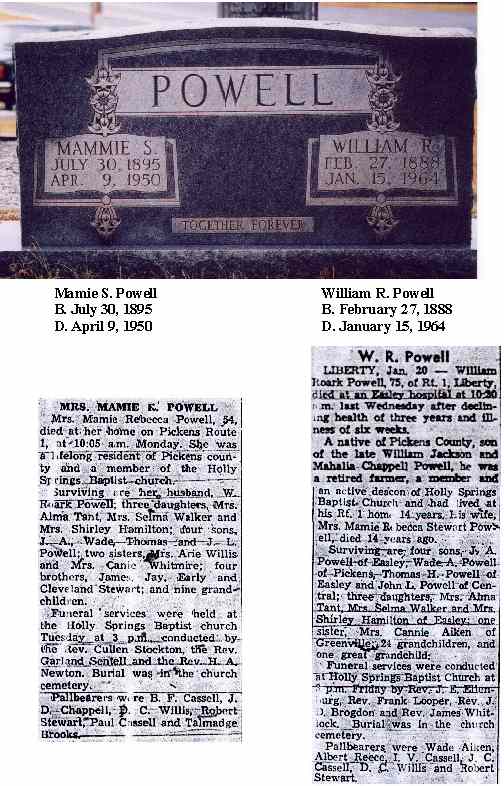 POWELL
MAMMIE S.
JULY 30, 1895
APR. 9, 1950
WILLIAM R.
FEB. 27, 1888
JAN. 15, 1964
TOGETHER FOREVER
Mamie S. Powell
B. July 30, 1895
D. April 9, 1950
William R. Powell
B. February 27, 1888
D. January 15, 1964
MRS. MAMIE K. POWELL
Mrs. Mamie Rebecca Powell, 54,
died at her home on Pickens Route
1, at 10:05 a.m. Monday. She was
a lifelong resident of Pickens coun-
ty and a member of the Holly
Springs Baptist church.
Surviving are her husband, W.
Roark Powell; three daughters, Mrs.
Alma Tant, Mrs. Selma Walker and
Mrs. Shirley Hamilton; four sons,
J. A., Wade, Thomas and J. L.
Powell; two sisters, Mrs. Arie Willis
and Mrs. Canie Whitmire; four
brothers, James, Jay, Early and
Cleveland Stewart; and nine grand-
children.
Funeral services were held at
the Holly Springs Baptist church
Tuesday at 3 p.m., conducted by
the Rev. Cullen Stockton, the Rev.
Garland Sentell and the Rev. H. A.
Newton. Burial was in the church
cemetery.
Pallbearers were B. F. Cassell, J.
D. Chappell, D. C. Willis, Robert
Stewart, Paul Cassell and Talmadge
Brooks.
W. R. Powell
LIBERTY, Jan. 20 — William
Roark Powell, 75, of Rt. 1, Liberty,
died at an Easley hospital at 10:30
a.m. last Wednesday after declin-
ing health of three years and ill-
ness of six weeks.
A native of Pickens County, son
of the late William Jackson and
Mahalia Chappell Powell, he was
a retired farmer, a member and
an active deacon of Holly Springs
Baptist Church and had lived at
his Rt. 1 home 14 years. His wife,
Mrs. Mamie Rebecca Stewart Pow-
ell, died 14 years ago.
Surviving are four sons, J. A.
Powell of Easley; Wade A. Powell
of Pickens, Thomas H. Powell of
Easley and John L. Powell of Cen-
tral; three daughters, Mrs. Alma
Tant, Mrs. Selma Walker and Mrs.
Shirley Hamilton of Easley; one
sister, Mrs. Cannie Aiken of
Greenville; 24 grandchildren, and
one great grandchild.
Funeral services were conducted
at Holly Springs Baptist Church at
p.m. Friday by Rev. J. E. Eden-
burg, Rev. Frank Looper, Rev. J.
D. Brogdon and Rev. James Whit-
lock. Burial was in the church
cemetery.
Pallbearers were Wade Aiken,
Albert Reece, I. V. Cassell, J. C.
Cassell, D. C. Willis and Robert
Stewart.